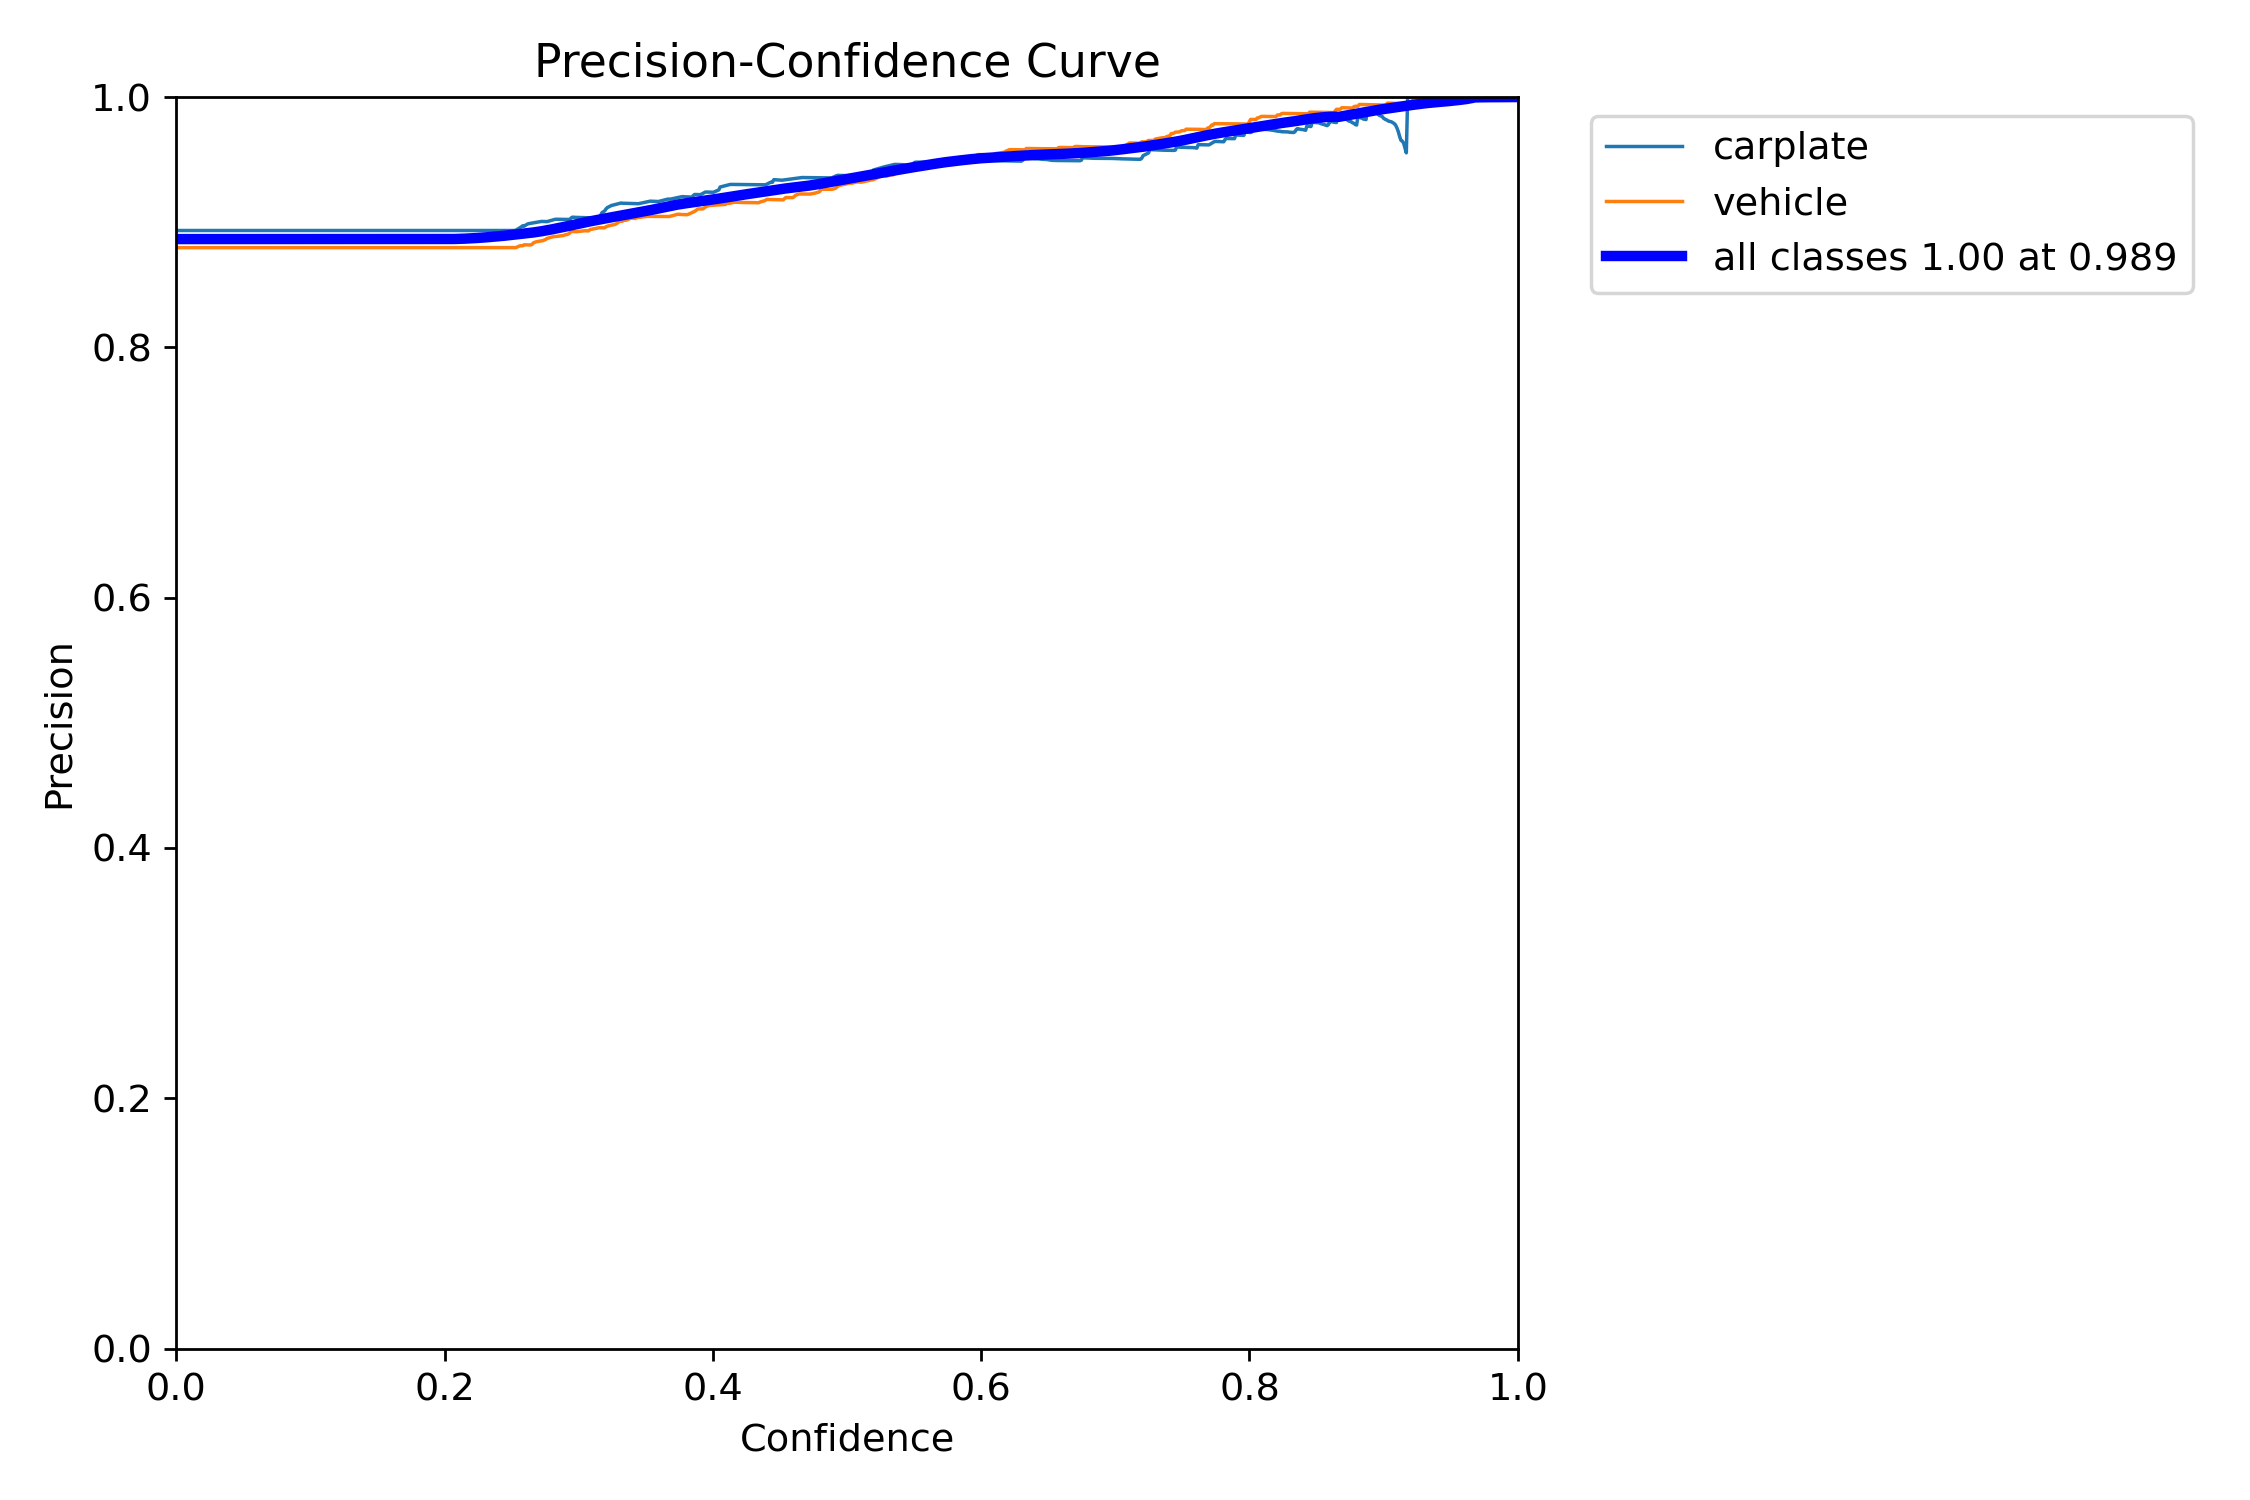 Precision-Confidence Curve
1.0
0.8
0.6
0.4
0.2
0.0
Precision
0.0 0.2 0.4 0.6 0.8 1.0
Confidence
carplate
vehicle
all classes 1.00 at 0.989